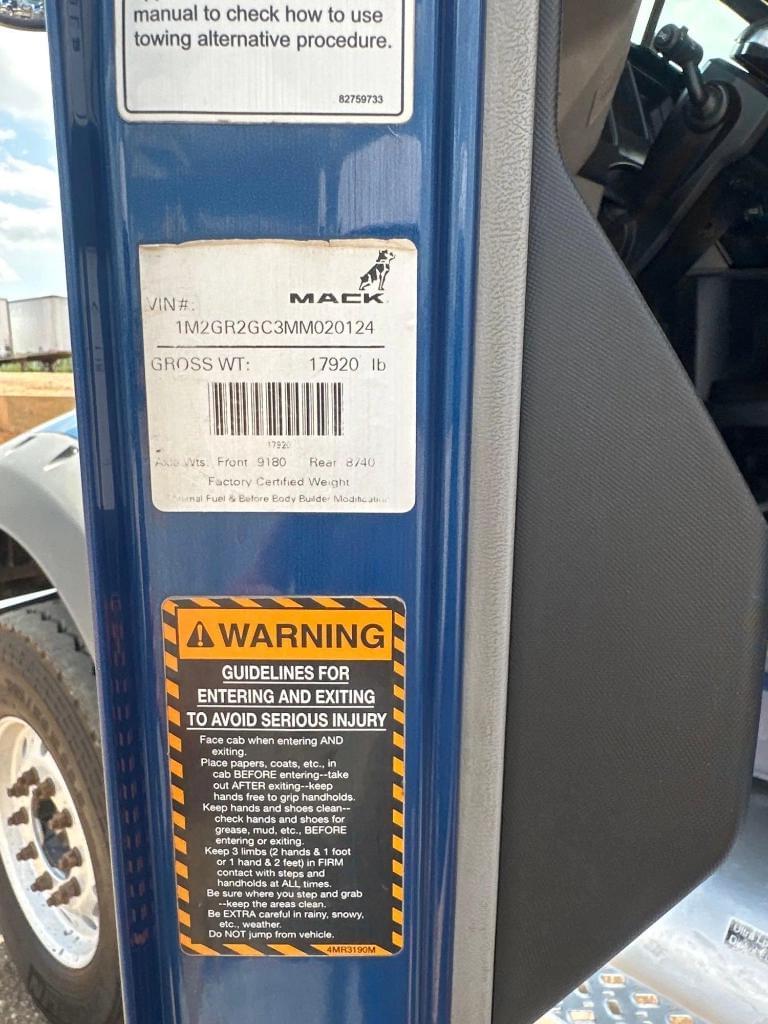 manual to check how to use
towing alternative procedure.
82759733
MACK
VIN#:
1M2GR2GC3MM020124
GROSS WT: 17920 lb
17920
Axle Wts. Front 9180 Rear 8740
Factory Certified Weight
Fuel & Before Body Builder Modification
WARNING
GUIDELINES FOR
ENTERING AND EXITING
TO AVOID SERIOUS INJURY
Face cab when entering AND
exiting.
Place papers, coats, etc., in
cab BEFORE entering--take
out AFTER exiting--keep
hands free to grip handholds.
Keep hands and shoes clean--
check hands and shoes for
grease, mud, etc., BEFORE
entering or exiting.
Keep 3 limbs (2 hands & 1 foot
or 1 hand & 2 feet) in FIRM
contact with steps and
handholds at ALL times.
Be sure where you step and grab
--keep the areas clean.
Be EXTRA careful in rainy, snowy,
etc., weather.
Do NOT jump from vehicle.
4MR3190M
Ultra